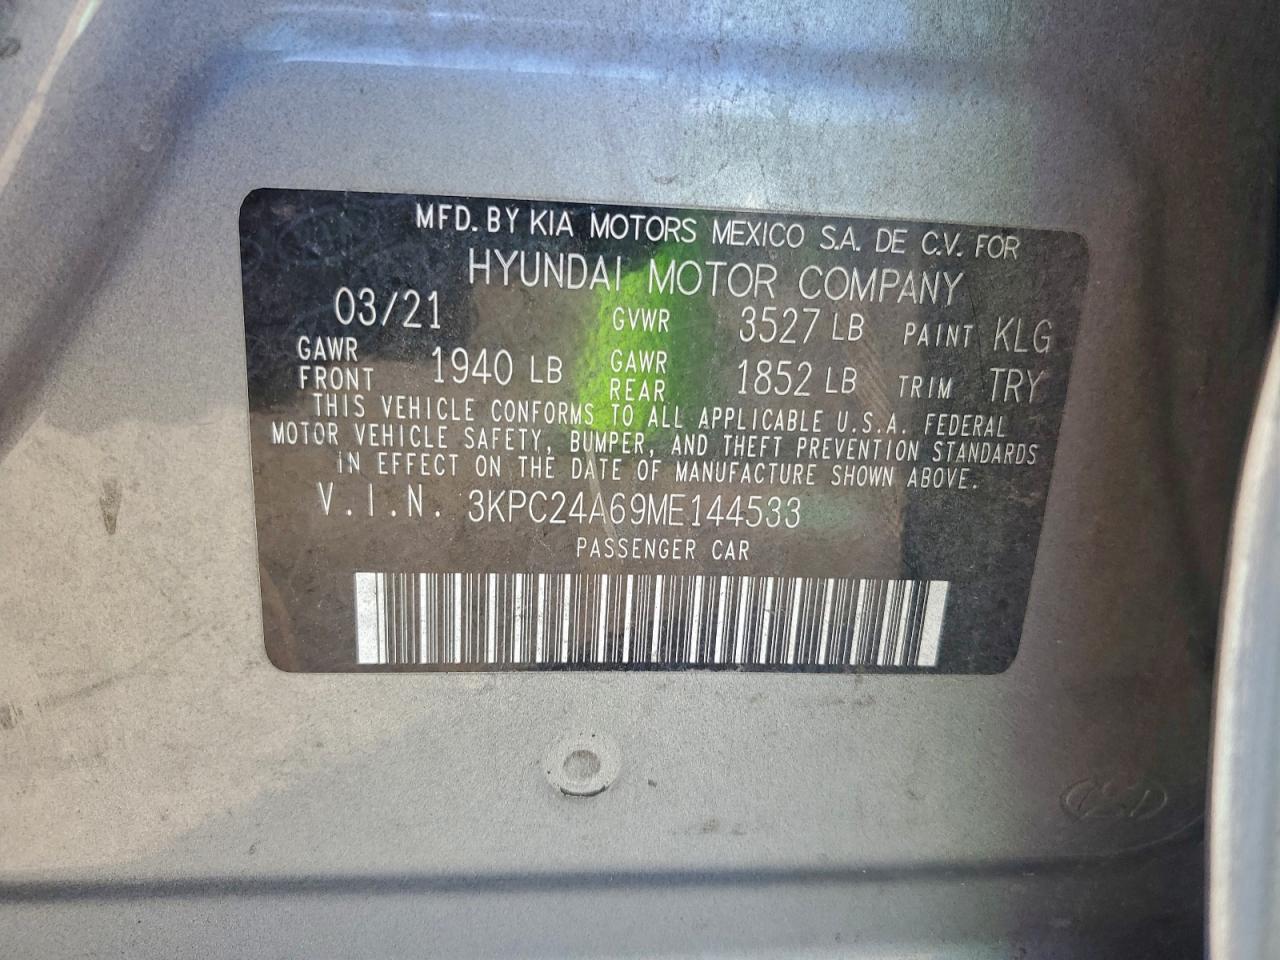 MFD. BY KIA MOTORS MEXICO S.A. DE C.V. FOR
HYUNDAI MOTOR COMPANY
03/21 GVWR 3527 LB PAINT KLG
GAWR FRONT 1940 LB GAWR REAR 1852 LB TRIM TRY
THIS VEHICLE CONFORMS TO ALL APPLICABLE U.S.A. FEDERAL
MOTOR VEHICLE SAFETY, BUMPER, AND THEFT PREVENTION STANDARDS
IN EFFECT ON THE DATE OF MANUFACTURE SHOWN ABOVE.
V.I.N. 3KPC24A69ME144533
PASSENGER CAR